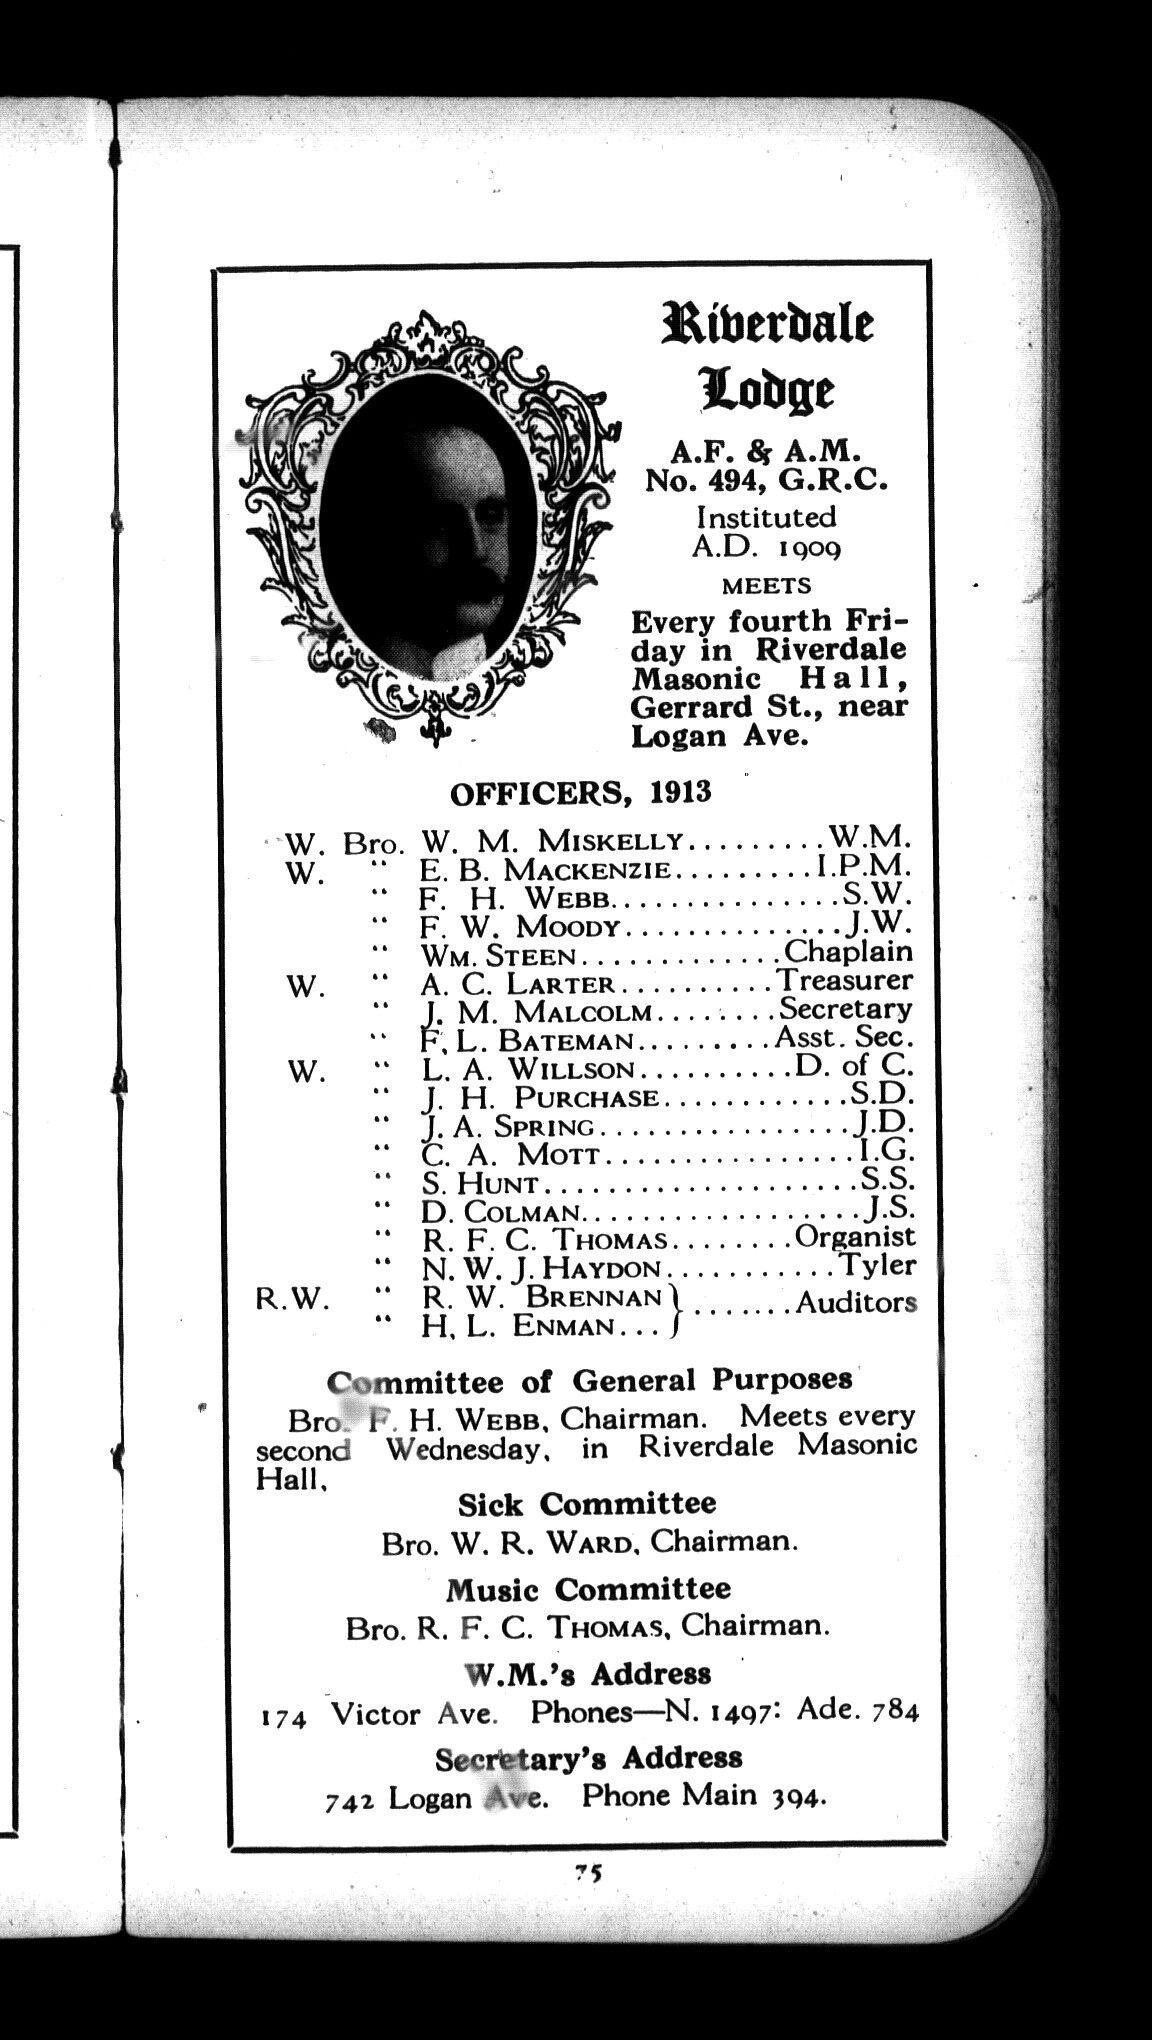 Riverdale
Lodge
A.F. & A.M.
No. 494, G.R.C.
Instituted
A.D. 1909
MEETS
Every fourth Fri-
day in Riverdale
Masonic Hall,
Gerrard St., near
Logan Ave.
OFFICERS, 1913
W. Bro. W. M. MISKELLY.........W.M.
W. “ E. B. MACKENZIE.........I.P.M.
“ F. H. WEBB...............S.W.
“ F. W. MOODY..............J.W.
“ WM. STEEN.............Chaplain
W. “ A. C. LARTER..........Treasurer
“ J. M. MALCOLM........Secretary
“ F. L. BATEMAN.........Asst. Sec.
W. “ L. A. WILLSON..........D. of C.
“ J. H. PURCHASE............S.D.
“ J. A. SPRING................J.D.
“ C. A. MOTT................I.G.
“ S. HUNT....................S.S.
“ D. COLMAN..................J.S.
“ R. F. C. THOMAS........Organist
“ N. W. J. HAYDON...........Tyler
R.W. “ R. W. BRENNAN } .......Auditors
“ H. L. ENMAN... }
Committee of General Purposes
Bro. F. H. WEBB, Chairman. Meets every
second Wednesday, in Riverdale Masonic
Hall,
Sick Committee
Bro. W. R. WARD, Chairman.
Music Committee
Bro. R. F. C. THOMAS, Chairman.
W.M.'s Address
174 Victor Ave. Phones—N. 1497: Ade. 784
Secretary's Address
742 Logan Ave. Phone Main 394.
75